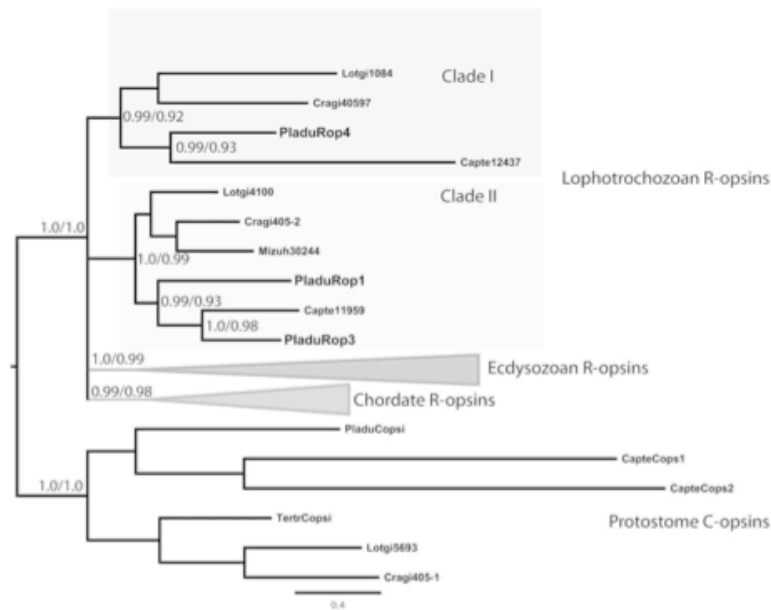 Lotgi1084
Clade I
Cragi40597
0.99/0.92
PladuRop4
0.99/0.93
Capte12437
Lophotrochozoan R-opsins
Lotgi4100
Clade II
Cragi405-2
1.0/1.0
Mizuh30244
1.0/0.99
PladuRop1
0.99/0.93
Capte11959
1.0/0.98
PladuRop3
1.0/0.99
Ecdysozoan R-opsins
0.99/0.98
Chordate R-opsins
PladuCopsi
CapteCops1
1.0/1.0
CapteCops2
TertrCopsi
Protostome C-opsins
Lotgi5693
Cragi405-1
0.4